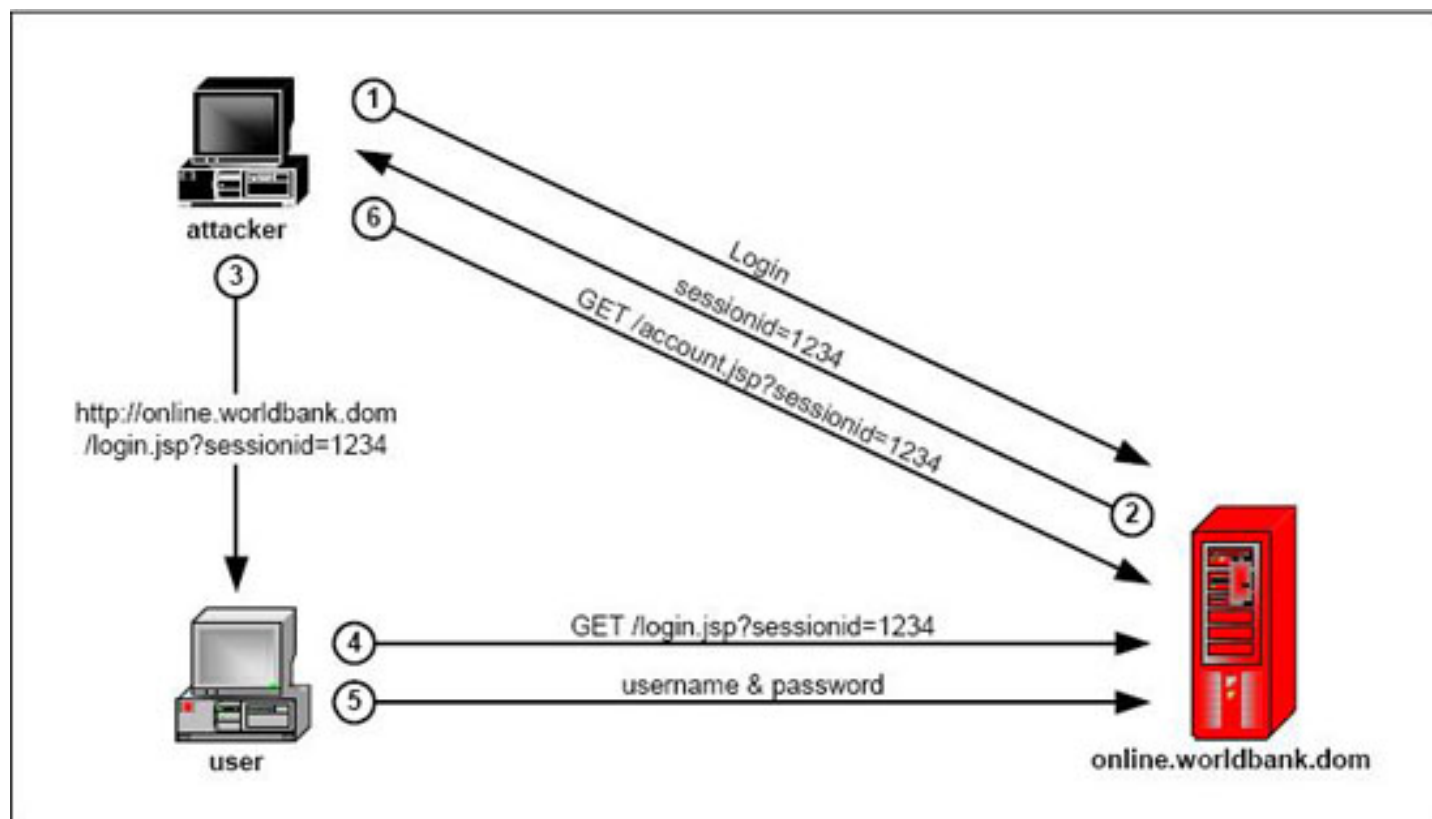 1
attacker
6
3
Login
sessionid=1234
GET /account.jsp?sessionid=1234
http://online.worldbank.dom
/login.jsp?sessionid=1234
2
4
GET /login.jsp?sessionid=1234
5
username & password
user
online.worldbank.dom